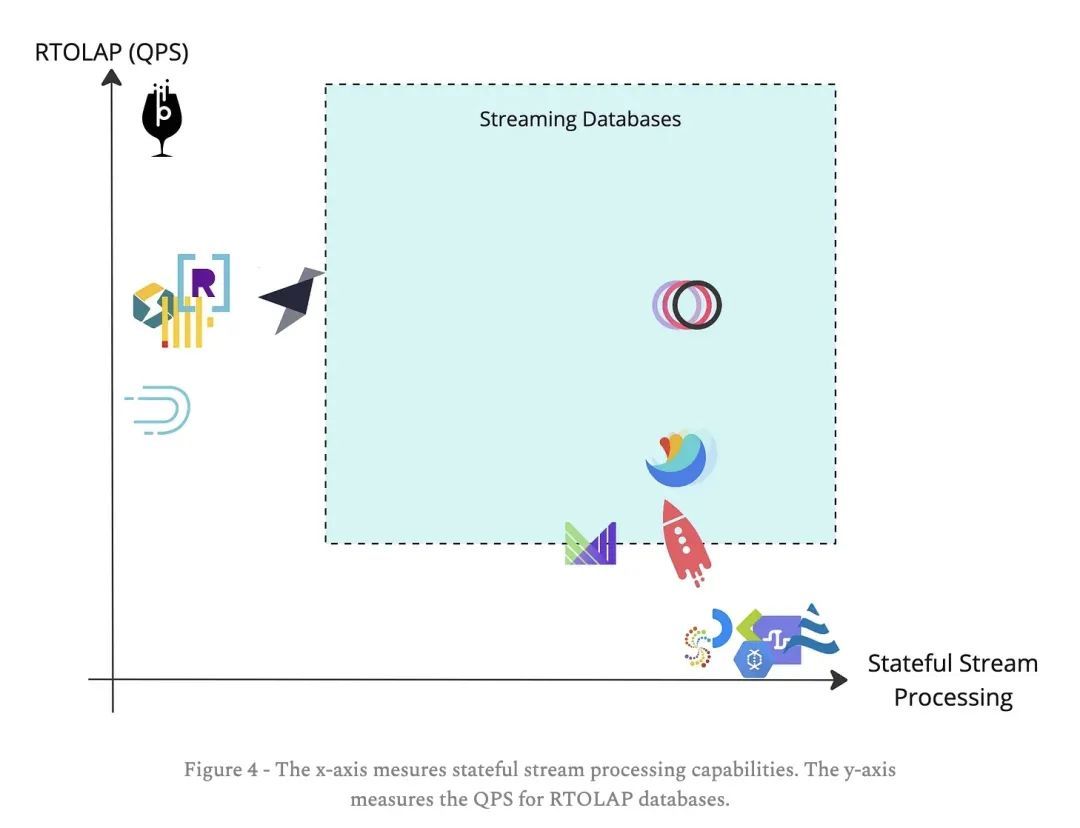 RTOLAP (QPS)
Streaming Databases
R
p
Stateful Stream
Processing
Figure 4 - The x-axis mesures stateful stream processing capabilities. The y-axis
measures the QPS for RTOLAP databases.